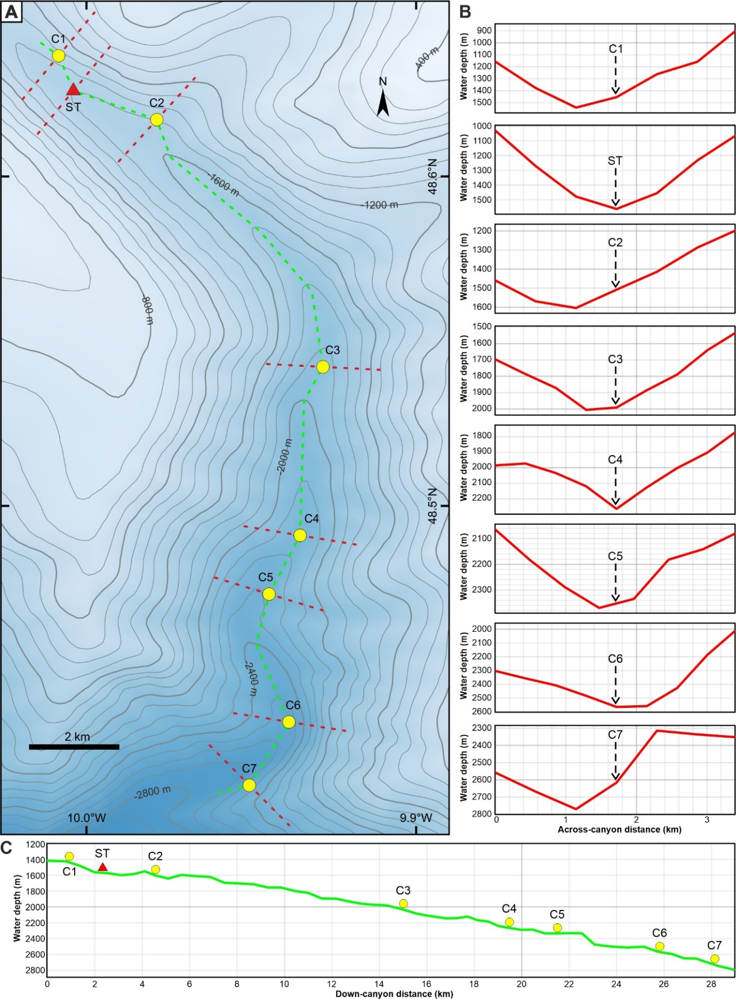 A
C1
ST
C2
N
-400 m
48.6°N
-1600 m
-1200 m
-800 m
C3
-2000 m
48.5°N
C4
C5
-2400 m
C6
2 km
C7
-2800 m
10.0°W
9.9°W
B
Water depth (m)
900
1000
1100
1200
1300
1400
1500
C1
Water depth (m)
1000
1100
1200
1300
1400
1500
ST
Water depth (m)
1200
1300
1400
1500
1600
C2
Water depth (m)
1500
1600
1700
1800
1900
2000
C3
Water depth (m)
1800
1900
2000
2100
2200
C4
Water depth (m)
2100
2200
2300
C5
Water depth (m)
2000
2100
2200
2300
2400
2500
2600
C6
Water depth (m)
2300
2400
2500
2600
2700
2800
C7
0 1 2 3
Across-canyon distance (km)
C
Water depth (m)
1200
1400
1600
1800
2000
2200
2400
2600
2800
C1
ST
C2
C3
C4
C5
C6
C7
0 2 4 6 8 10 12 14 16 18 20 22 24 26 28
Down-canyon distance (km)